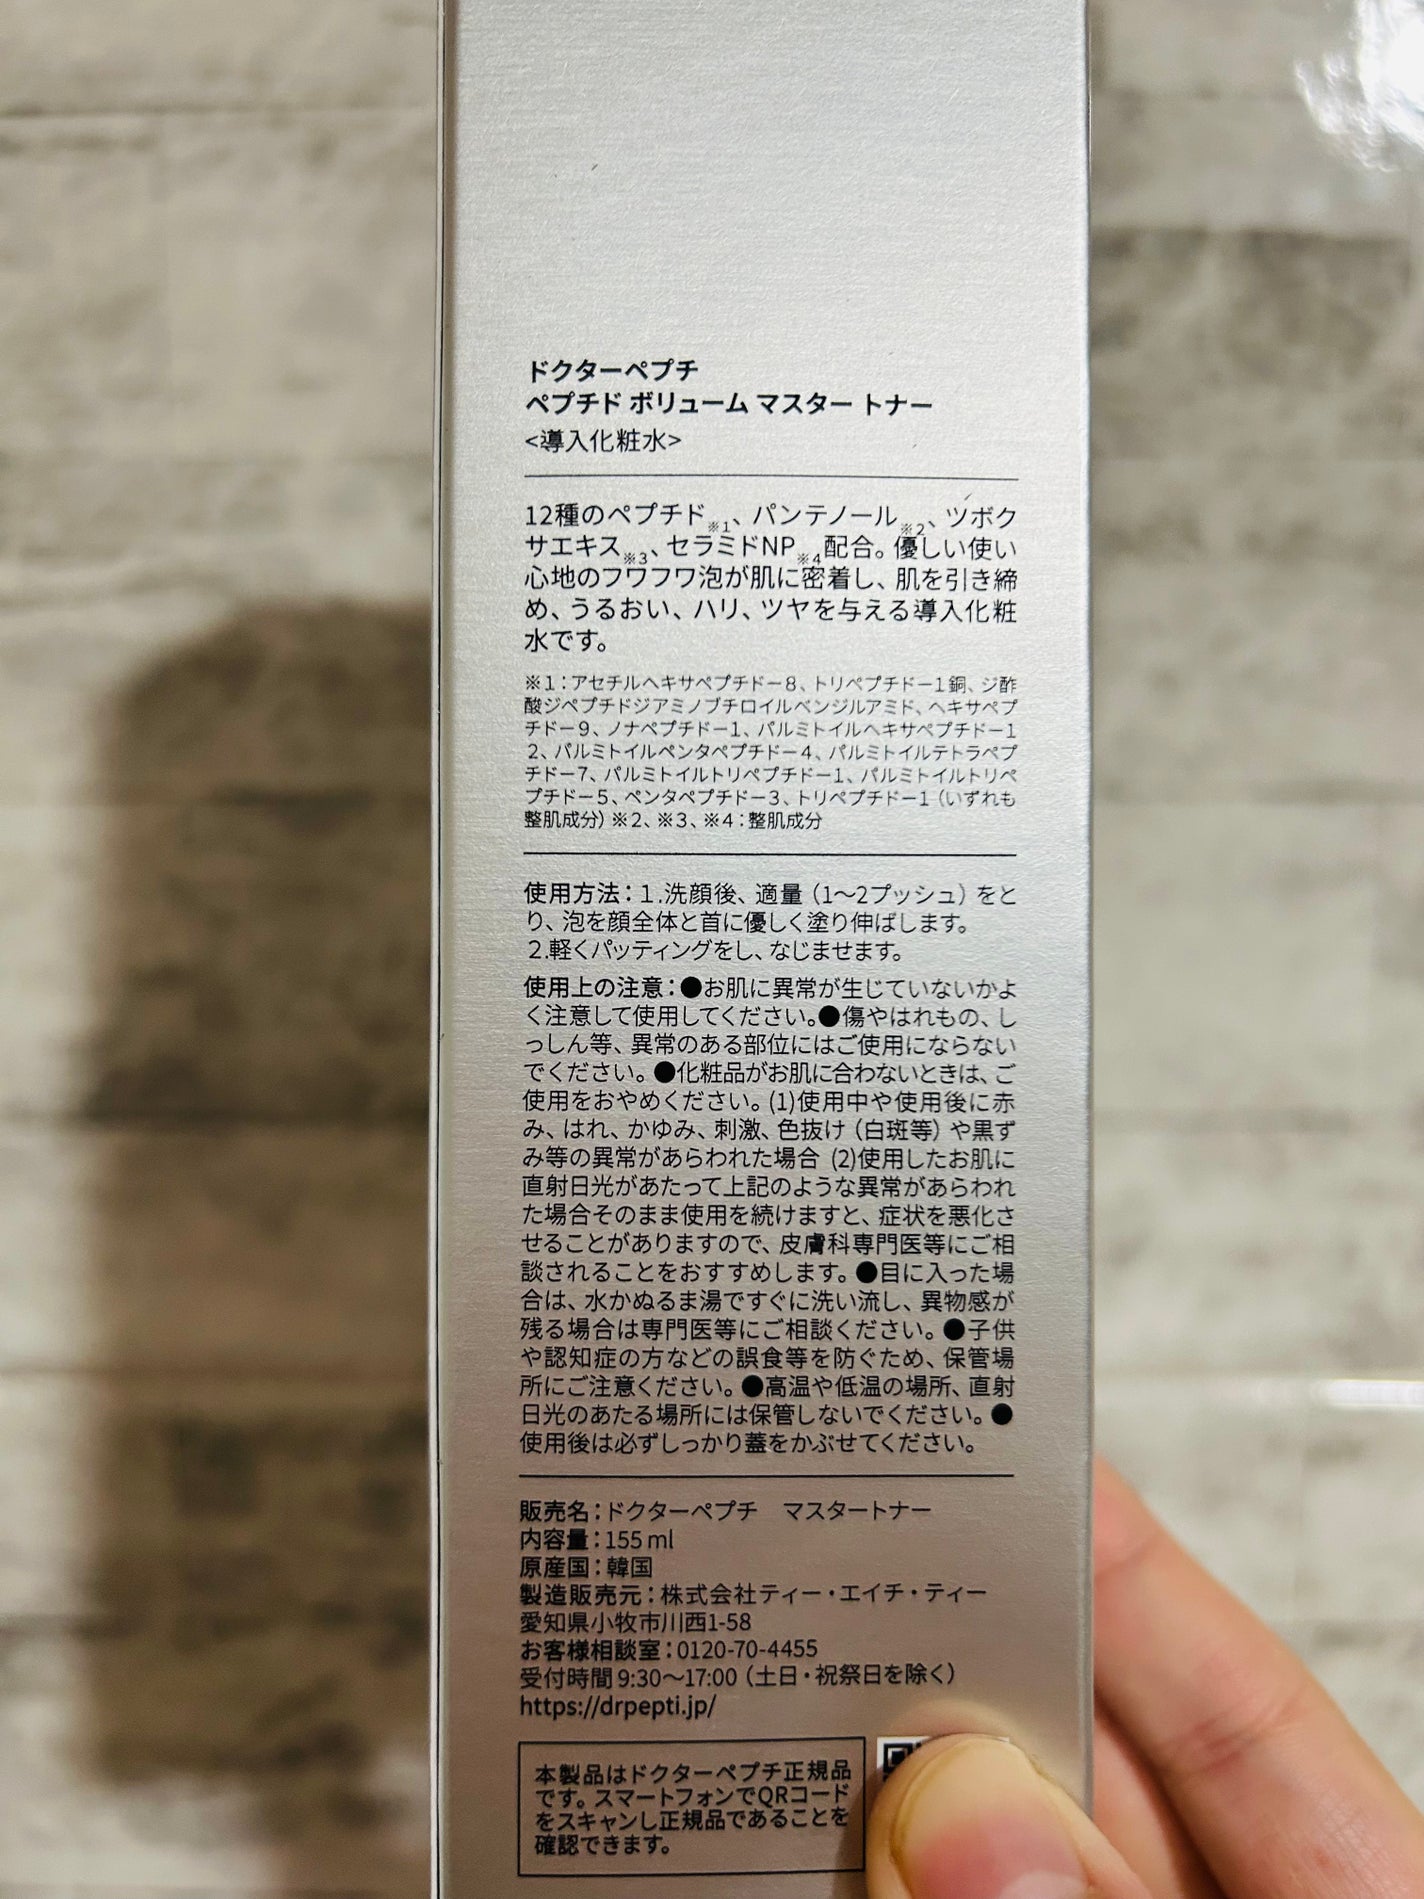 ドクターペプチ
ペプチド ボリューム マスター トナー
<導入化粧水>
12種のペプチド※1、パンテノール※2、ツボク
サエキス※3、セラミドNP※4配合。優しい使い
心地のフワフワ泡が肌に密着し、肌を引き締
め、うるおい、ハリ、ツヤを与える導入化粧
水です。
※1：アセチルヘキサペプチドー8、トリペプチドー1銅、ジ酢
酸ジペプチドジアミノブチロイルベンジルアミド、ヘキサペプ
チドー9、ノナペプチドー1、パルミトイルヘキサペプチドー1
2、パルミトイルペンタペプチドー4、パルミトイルテトラペプ
チドー7、パルミトイルトリペプチドー1、パルミトイルトリペ
プチドー5、ペンタペプチドー3、トリペプチドー1（いずれも
整肌成分）※2、※3、※4：整肌成分
使用方法：1.洗顔後、適量（1～2プッシュ）をと
り、泡を顔全体と首に優しく塗り伸ばします。
2.軽くパッティングをし、なじませます。
使用上の注意：●お肌に異常が生じていないかよ
く注意して使用してください。●傷やはれもの、し
っしん等、異常のある部位にはご使用にならない
でください。●化粧品がお肌に合わないときは、ご
使用をおやめください。(1)使用中や使用後に赤
み、はれ、かゆみ、刺激、色抜け（白斑等）や黒ず
み等の異常があらわれた場合 (2)使用したお肌に
直射日光があたって上記のような異常があらわれ
た場合そのまま使用を続けますと、症状を悪化さ
せることがありますので、皮膚科専門医等にご相
談されることをおすすめします。●目に入った場
合は、水かぬるま湯ですぐに洗い流し、異物感が
残る場合は専門医等にご相談ください。●子供
や認知症の方などの誤食等を防ぐため、保管場
所にご注意ください。●高温や低温の場所、直射
日光のあたる場所には保管しないでください。●
使用後は必ずしっかり蓋をかぶせてください。
販売名：ドクターペプチ　マスタートナー
内容量：155 ml
原産国：韓国
製造販売元：株式会社ティー・エイチ・ティー
愛知県小牧市川西1-58
お客様相談室：0120-70-4455
受付時間 9:30～17:00（土日・祝祭日を除く）
https://drpepti.jp/
本製品はドクターペプチ正規品
です。スマートフォンでQRコード
をスキャンし正規品であることを
確認できます。